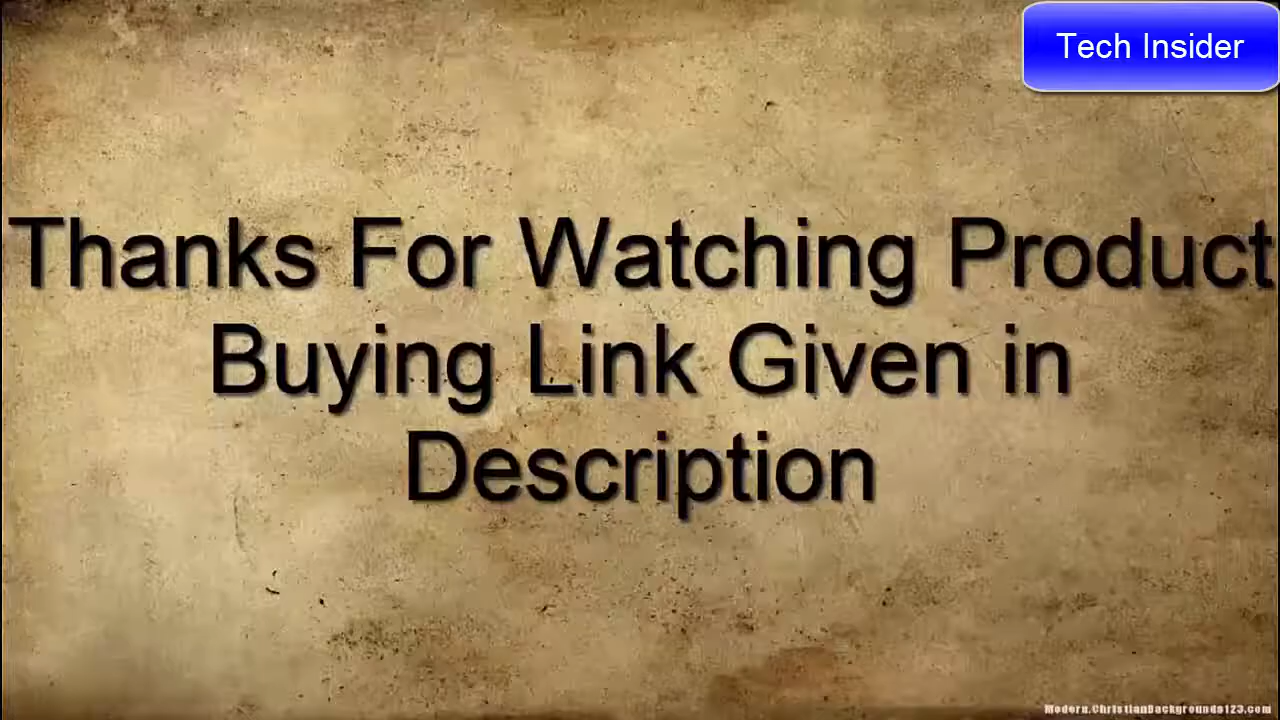 Tech Insider
Thanks For Watching Product
Buying Link Given in
Description
Modern.ChristianBackgrounds123.com